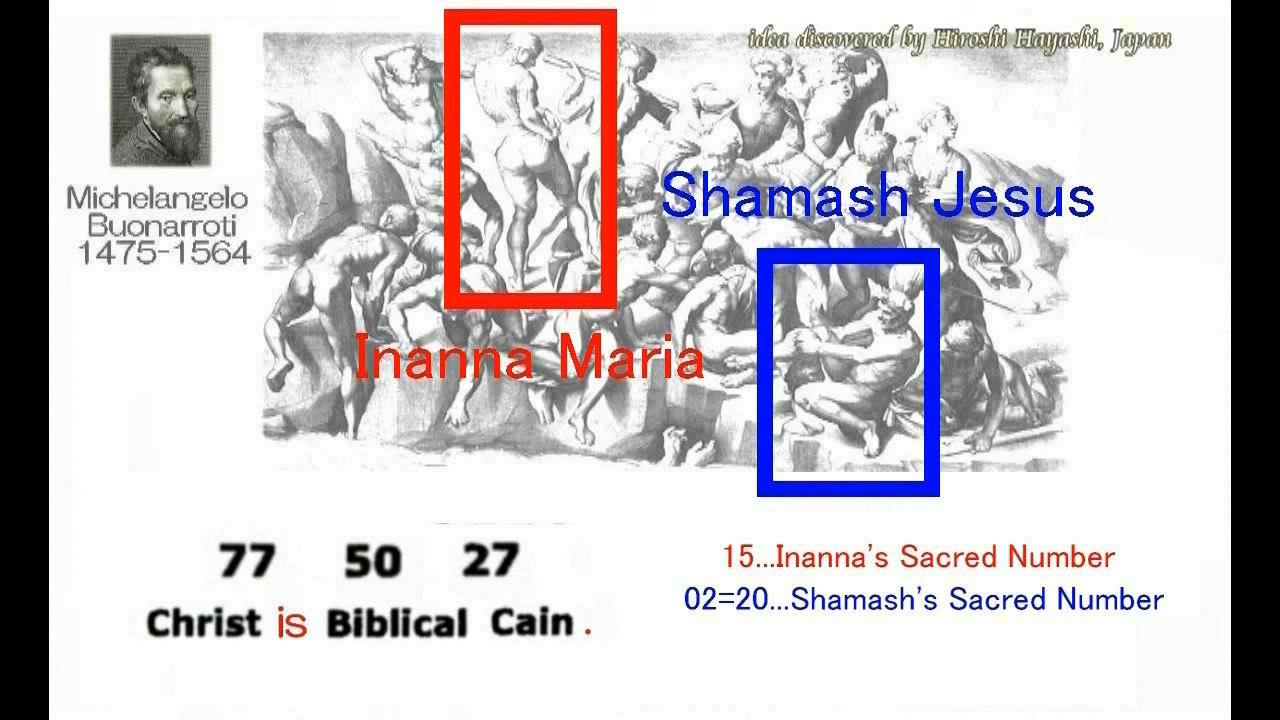 idea discovered by Hiroshi Hayashi, Japan
Michelangelo
Buonarroti
1475-1564
Shamash Jesus
Inanna Maria
77 50 27
Christ is Biblical Cain .
15...Inanna's Sacred Number
02=20...Shamash's Sacred Number